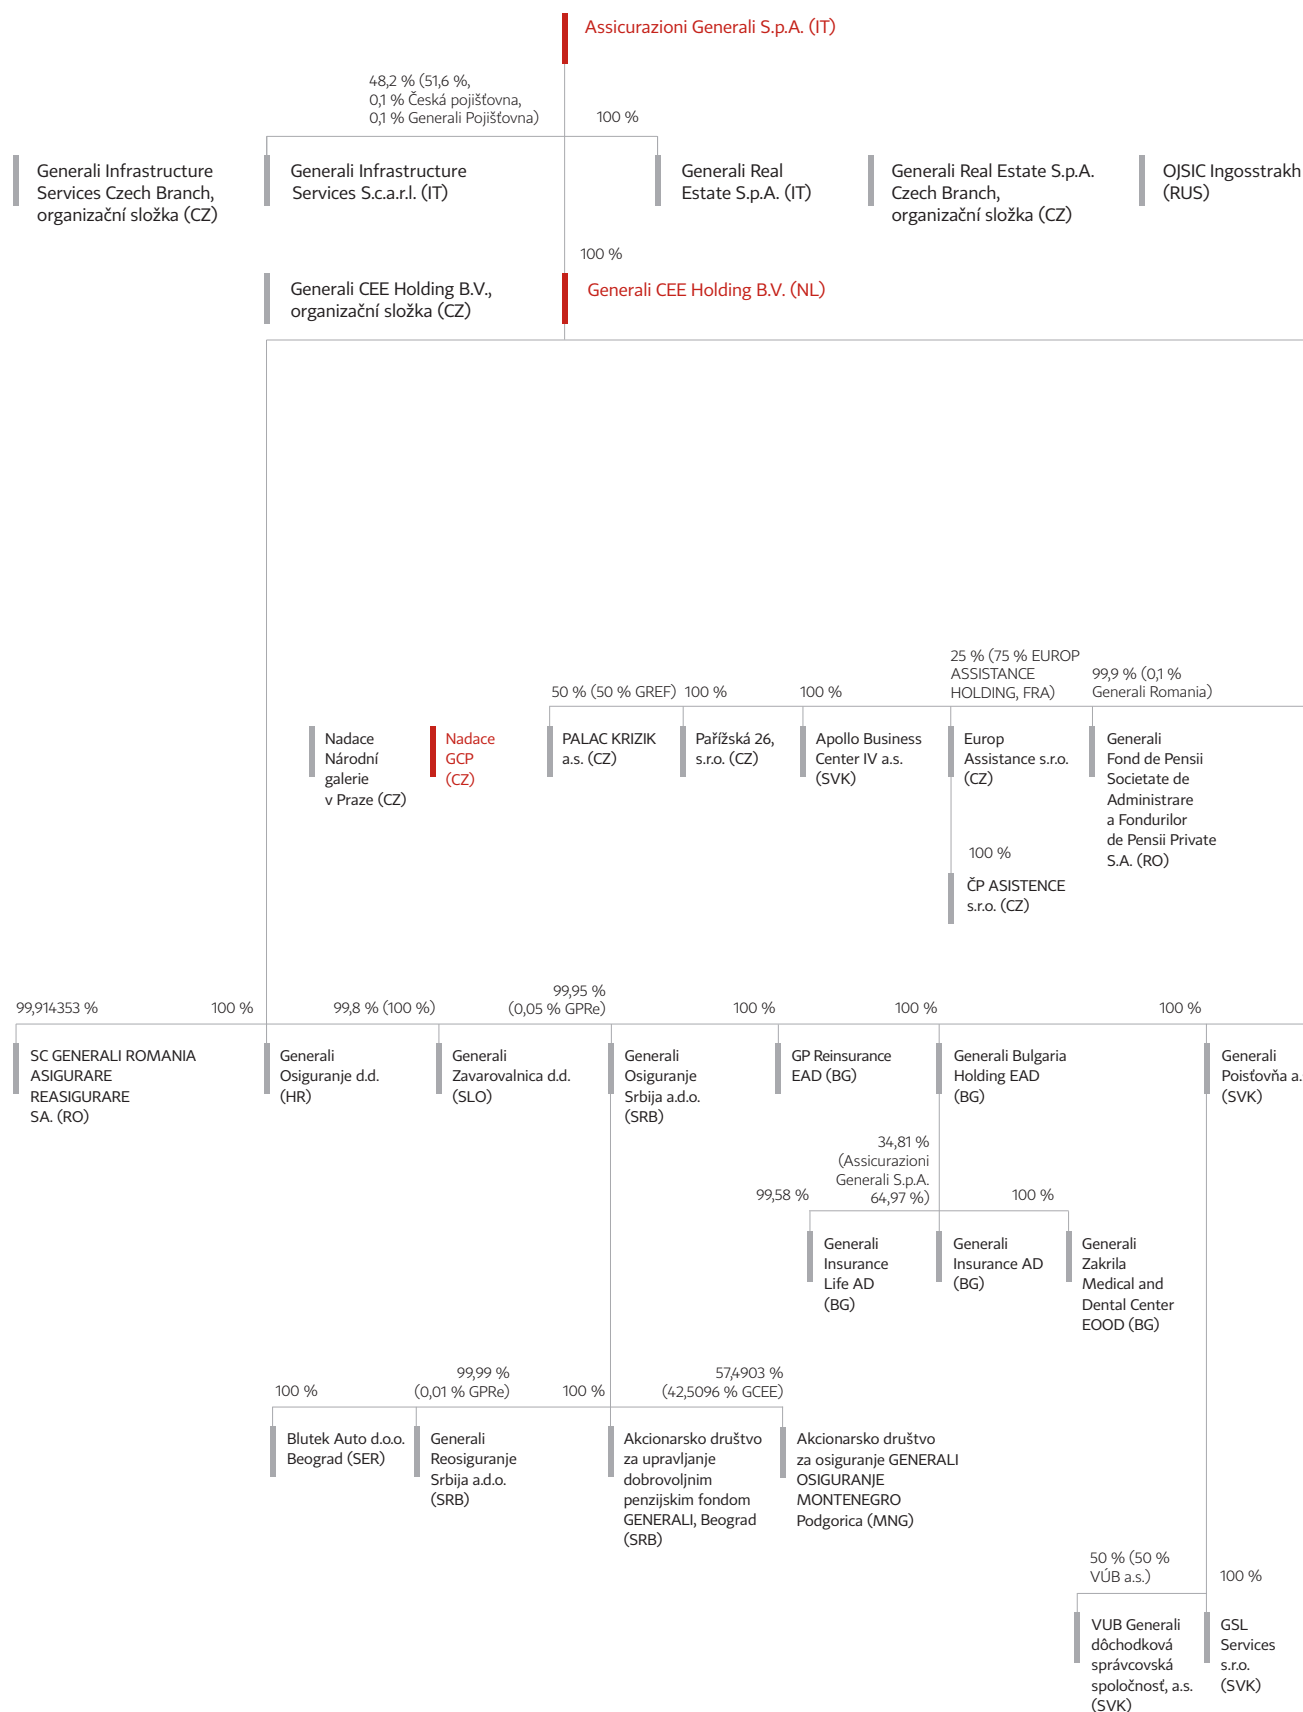 Assicurazioni Generali S.p.A. (IT)
48,2 % (51,6 %,
0,1 % Česká pojišťovna,
0,1 % Generali Pojišťovna)
100 %
Generali Infrastructure
Services Czech Branch,
organizační složka (CZ)
Generali Infrastructure
Services S.c.a.r.l. (IT)
Generali Real
Estate S.p.A. (IT)
Generali Real Estate S.p.A.
Czech Branch,
organizační složka (CZ)
OJSIC Ingosstrakh
(RUS)
100 %
Generali CEE Holding B.V.,
organizační složka (CZ)
Generali CEE Holding B.V. (NL)
50 % (50 % GREF)
100 %
100 %
25 % (75 % EUROP
ASSISTANCE
HOLDING, FRA)
99,9 % (0,1 %
Generali Romania)
Nadace
Národní
galerie
v Praze (CZ)
Nadace
GCP
(CZ)
PALAC KRIZIK
a.s. (CZ)
Pařížská 26,
s.r.o. (CZ)
Apollo Business
Center IV a.s.
(SVK)
Europ
Assistance s.r.o.
(CZ)
Generali
Fond de Pensii
Societate de
Administrare
a Fondurilor
de Pensii Private
S.A. (RO)
100 %
ČP ASISTENCE
s.r.o. (CZ)
99,914353 %
100 %
99,8 % (100 %)
99,95 %
(0,05 % GPRe)
100 %
100 %
100 %
SC GENERALI ROMANIA
ASIGURARE
REASIGURARE
SA. (RO)
Generali
Osiguranje d.d.
(HR)
Generali
Zavarovalnica d.d.
(SLO)
Generali
Osiguranje
Srbija a.d.o.
(SRB)
GP Reinsurance
EAD (BG)
Generali Bulgaria
Holding EAD
(BG)
Generali
Poisťovňa a.s
(SVK)
99,58 %
34,81 %
(Assicurazioni
Generali S.p.A.
64,97 %)
100 %
Generali
Insurance
Life AD
(BG)
Generali
Insurance AD
(BG)
Generali
Zakrila
Medical and
Dental Center
EOOD (BG)
100 %
99,99 %
(0,01 % GPRe)
100 %
57,4903 %
(42,5096 % GCEE)
Blutek Auto d.o.o.
Beograd (SER)
Generali
Reosiguranje
Srbija a.d.o.
(SRB)
Akcionarsko društvo
za upravljanje
dobrovoljnim
penzijskim fondom
GENERALI, Beograd
(SRB)
Akcionarsko društvo
za osiguranje GENERALI
OSIGURANJE
MONTENEGRO
Podgorica (MNG)
50 % (50 %
VÚB a.s.)
100 %
VUB Generali
dôchodková
správcovská
spoločnosť, a.s.
(SVK)
GSL
Services
s.r.o.
(SVK)